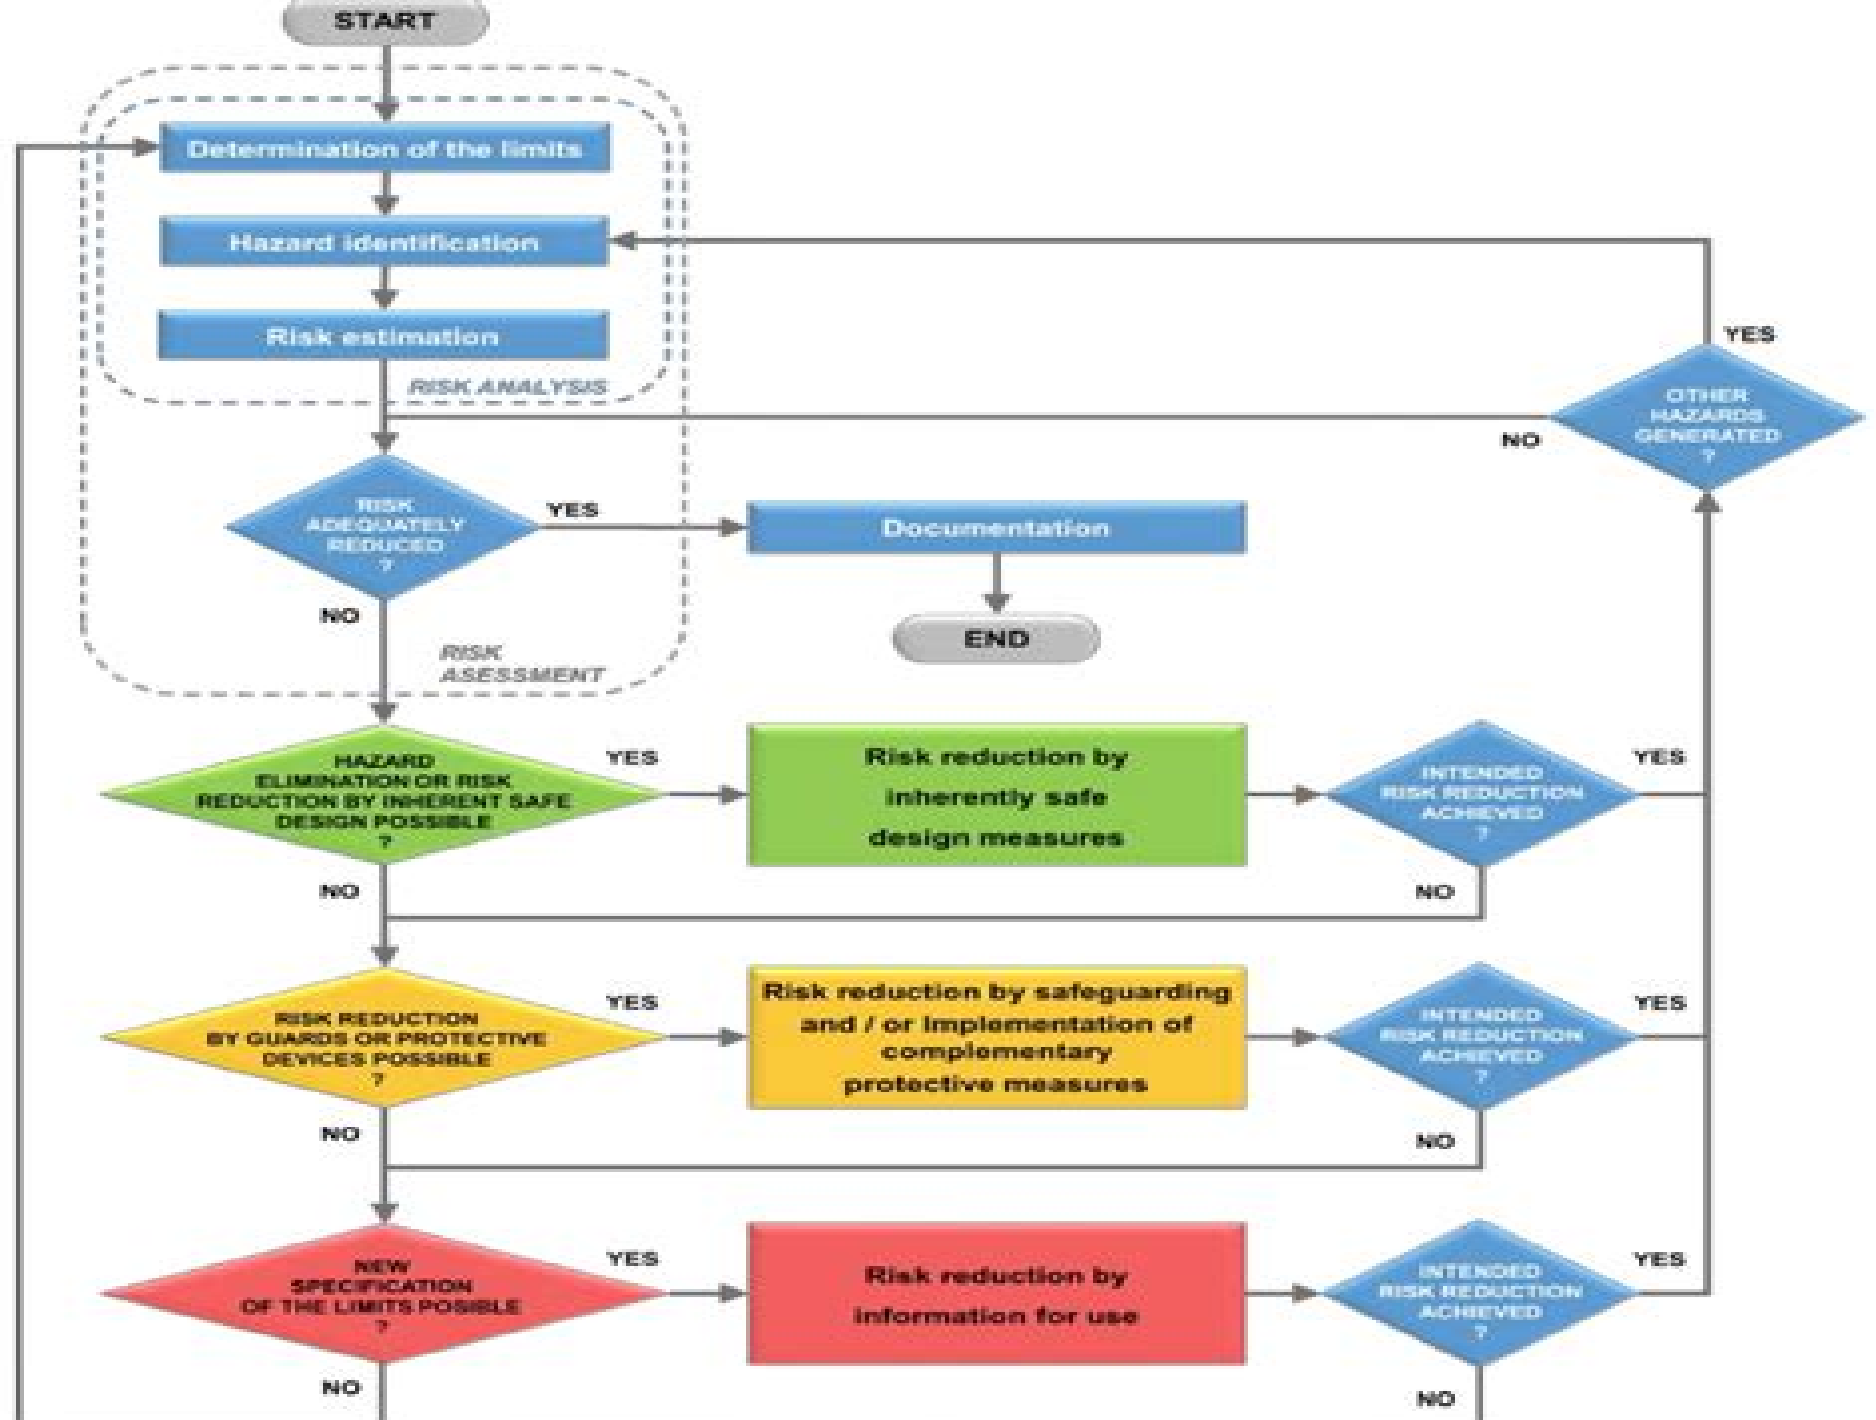 START
Determination of the limits
Hazard identification
Risk estimation
RISK ANALYSIS
YES
OTHER
HAZARDS
GENERATED
?
NO
RISK
ADEQUATELY
REDUCED
?
YES
Documentation
NO
END
RISK
ASESSMENT
HAZARD
ELIMINATION OR RISK
REDUCTION BY INHERENT SAFE
DESIGN POSSIBLE
?
YES
Risk reduction by
inherently safe
design measures
INTENDED
RISK REDUCTION
ACHIEVED
?
YES
NO
NO
RISK REDUCTION
BY GUARDS OR PROTECTIVE
DEVICES POSSIBLE
?
YES
Risk reduction by safeguarding
and / or Implementation of
complementary
protective measures
INTENDED
RISK REDUCTION
ACHIEVED
?
YES
NO
NO
NEW
SPECIFICATION
OF THE LIMITS POSIBLE
?
YES
Risk reduction by
information for use
INTENDED
RISK REDUCTION
ACHIEVED
?
YES
NO
NO